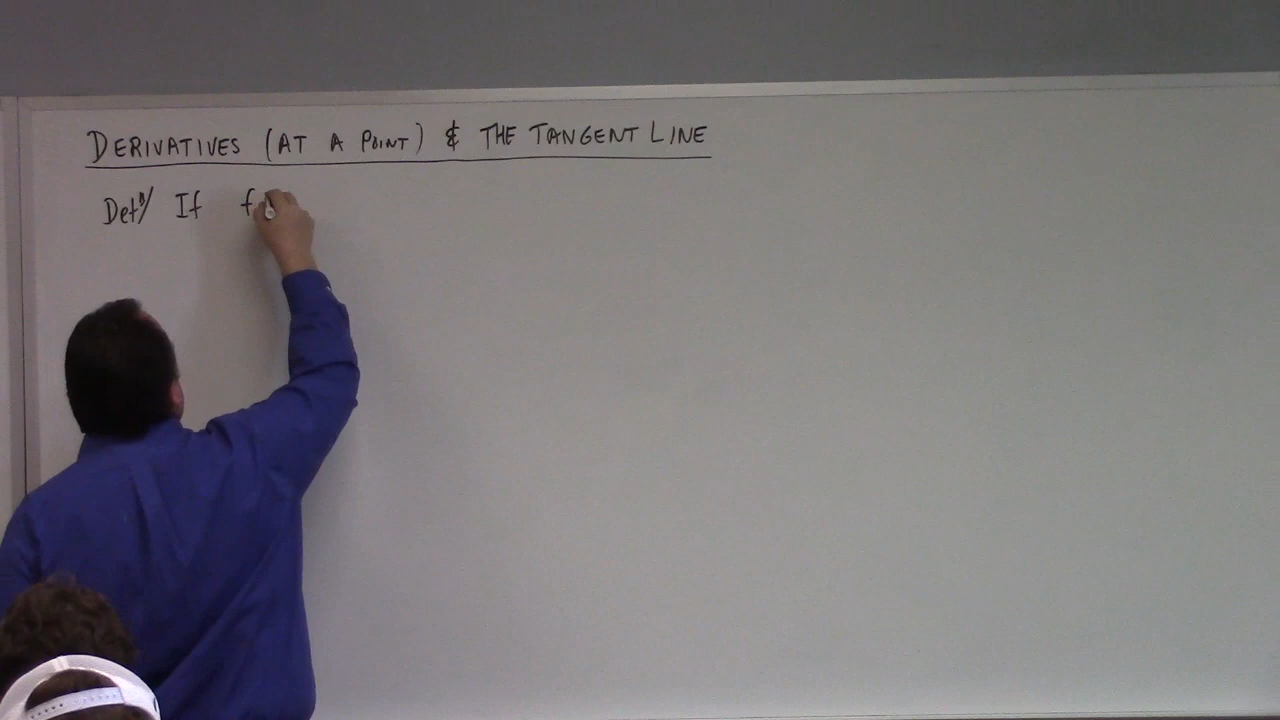 DERIVATIVES (AT A POINT) & THE TANGENT LINE
Defn/ If f